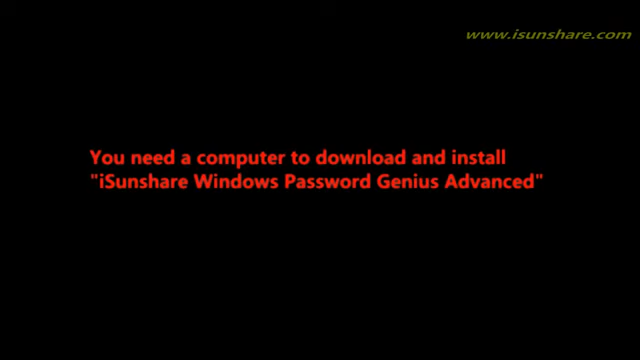 www.isunshare.com
You need a computer to download and install
"iSunshare Windows Password Genius Advanced"